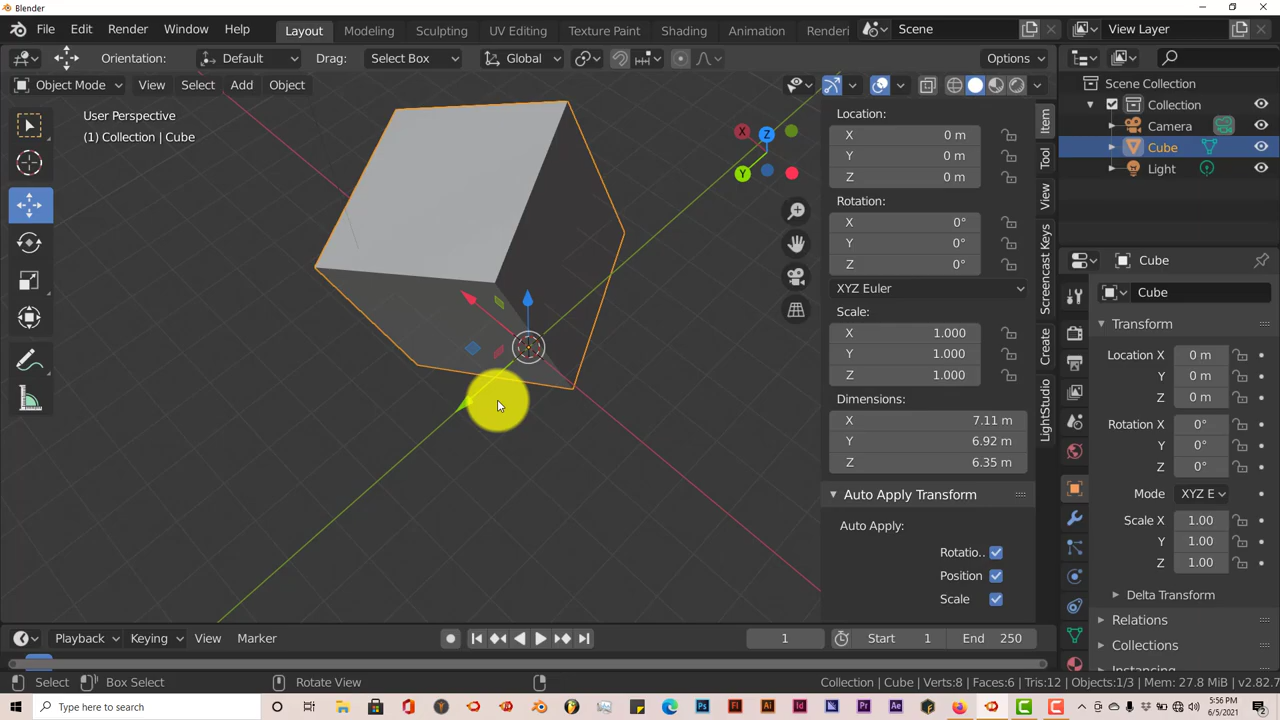 Blender
File Edit Render Window Help Layout Modeling Sculpting UV Editing Texture Paint Shading Animation Renderi Scene View Layer
Orientation: Default Drag: Select Box Global Options
Object Mode View Select Add Object
User Perspective
(1) Collection | Cube
X
Z
Y
Location:
X 0 m
Y 0 m
Z 0 m
Rotation:
X 0°
Y 0°
Z 0°
XYZ Euler
Scale:
X 1.000
Y 1.000
Z 1.000
Dimensions:
X 7.11 m
Y 6.92 m
Z 6.35 m
Auto Apply Transform
Auto Apply:
Rotatio..
Position
Scale
Item
Tool
View
Screencast Keys
Create
LightStudio
Scene Collection
Collection
Camera
Cube
Light
Cube
Cube
Transform
Location X 0 m
Y 0 m
Z 0 m
Rotation X 0°
Y 0°
Z 0°
Mode XYZ E
Scale X 1.00
Y 1.00
Z 1.00
Delta Transform
Relations
Collections
Instancing
Playback Keying View Marker 1 Start 1 End 250
Select Box Select Rotate View Collection | Cube | Verts:8 | Faces:6 | Tris:12 | Objects:1/3 | Mem: 27.8 MiB | v2.82.7
Type here to search
5:56 PM
6/5/2021